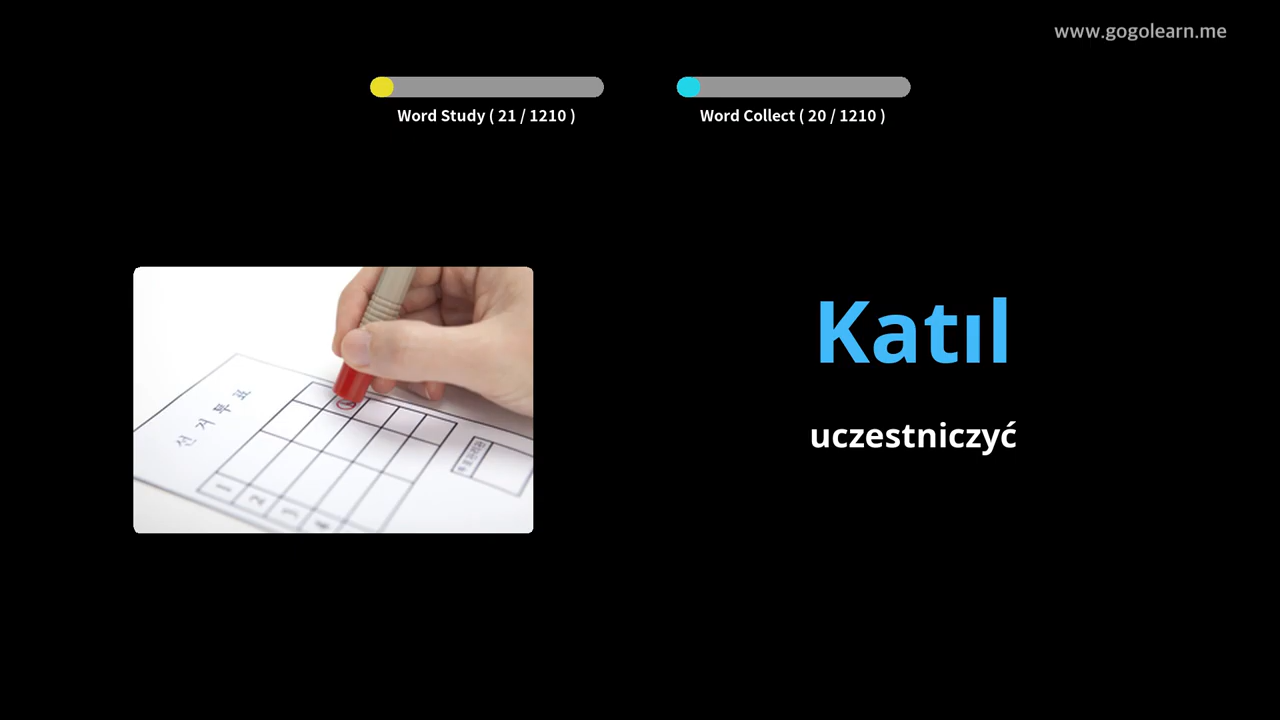 www.gogolearn.me
Word Study ( 21 / 1210 )
Word Collect ( 20 / 1210 )
Katıl
uczestniczyć
선거투표
1
2
3
4